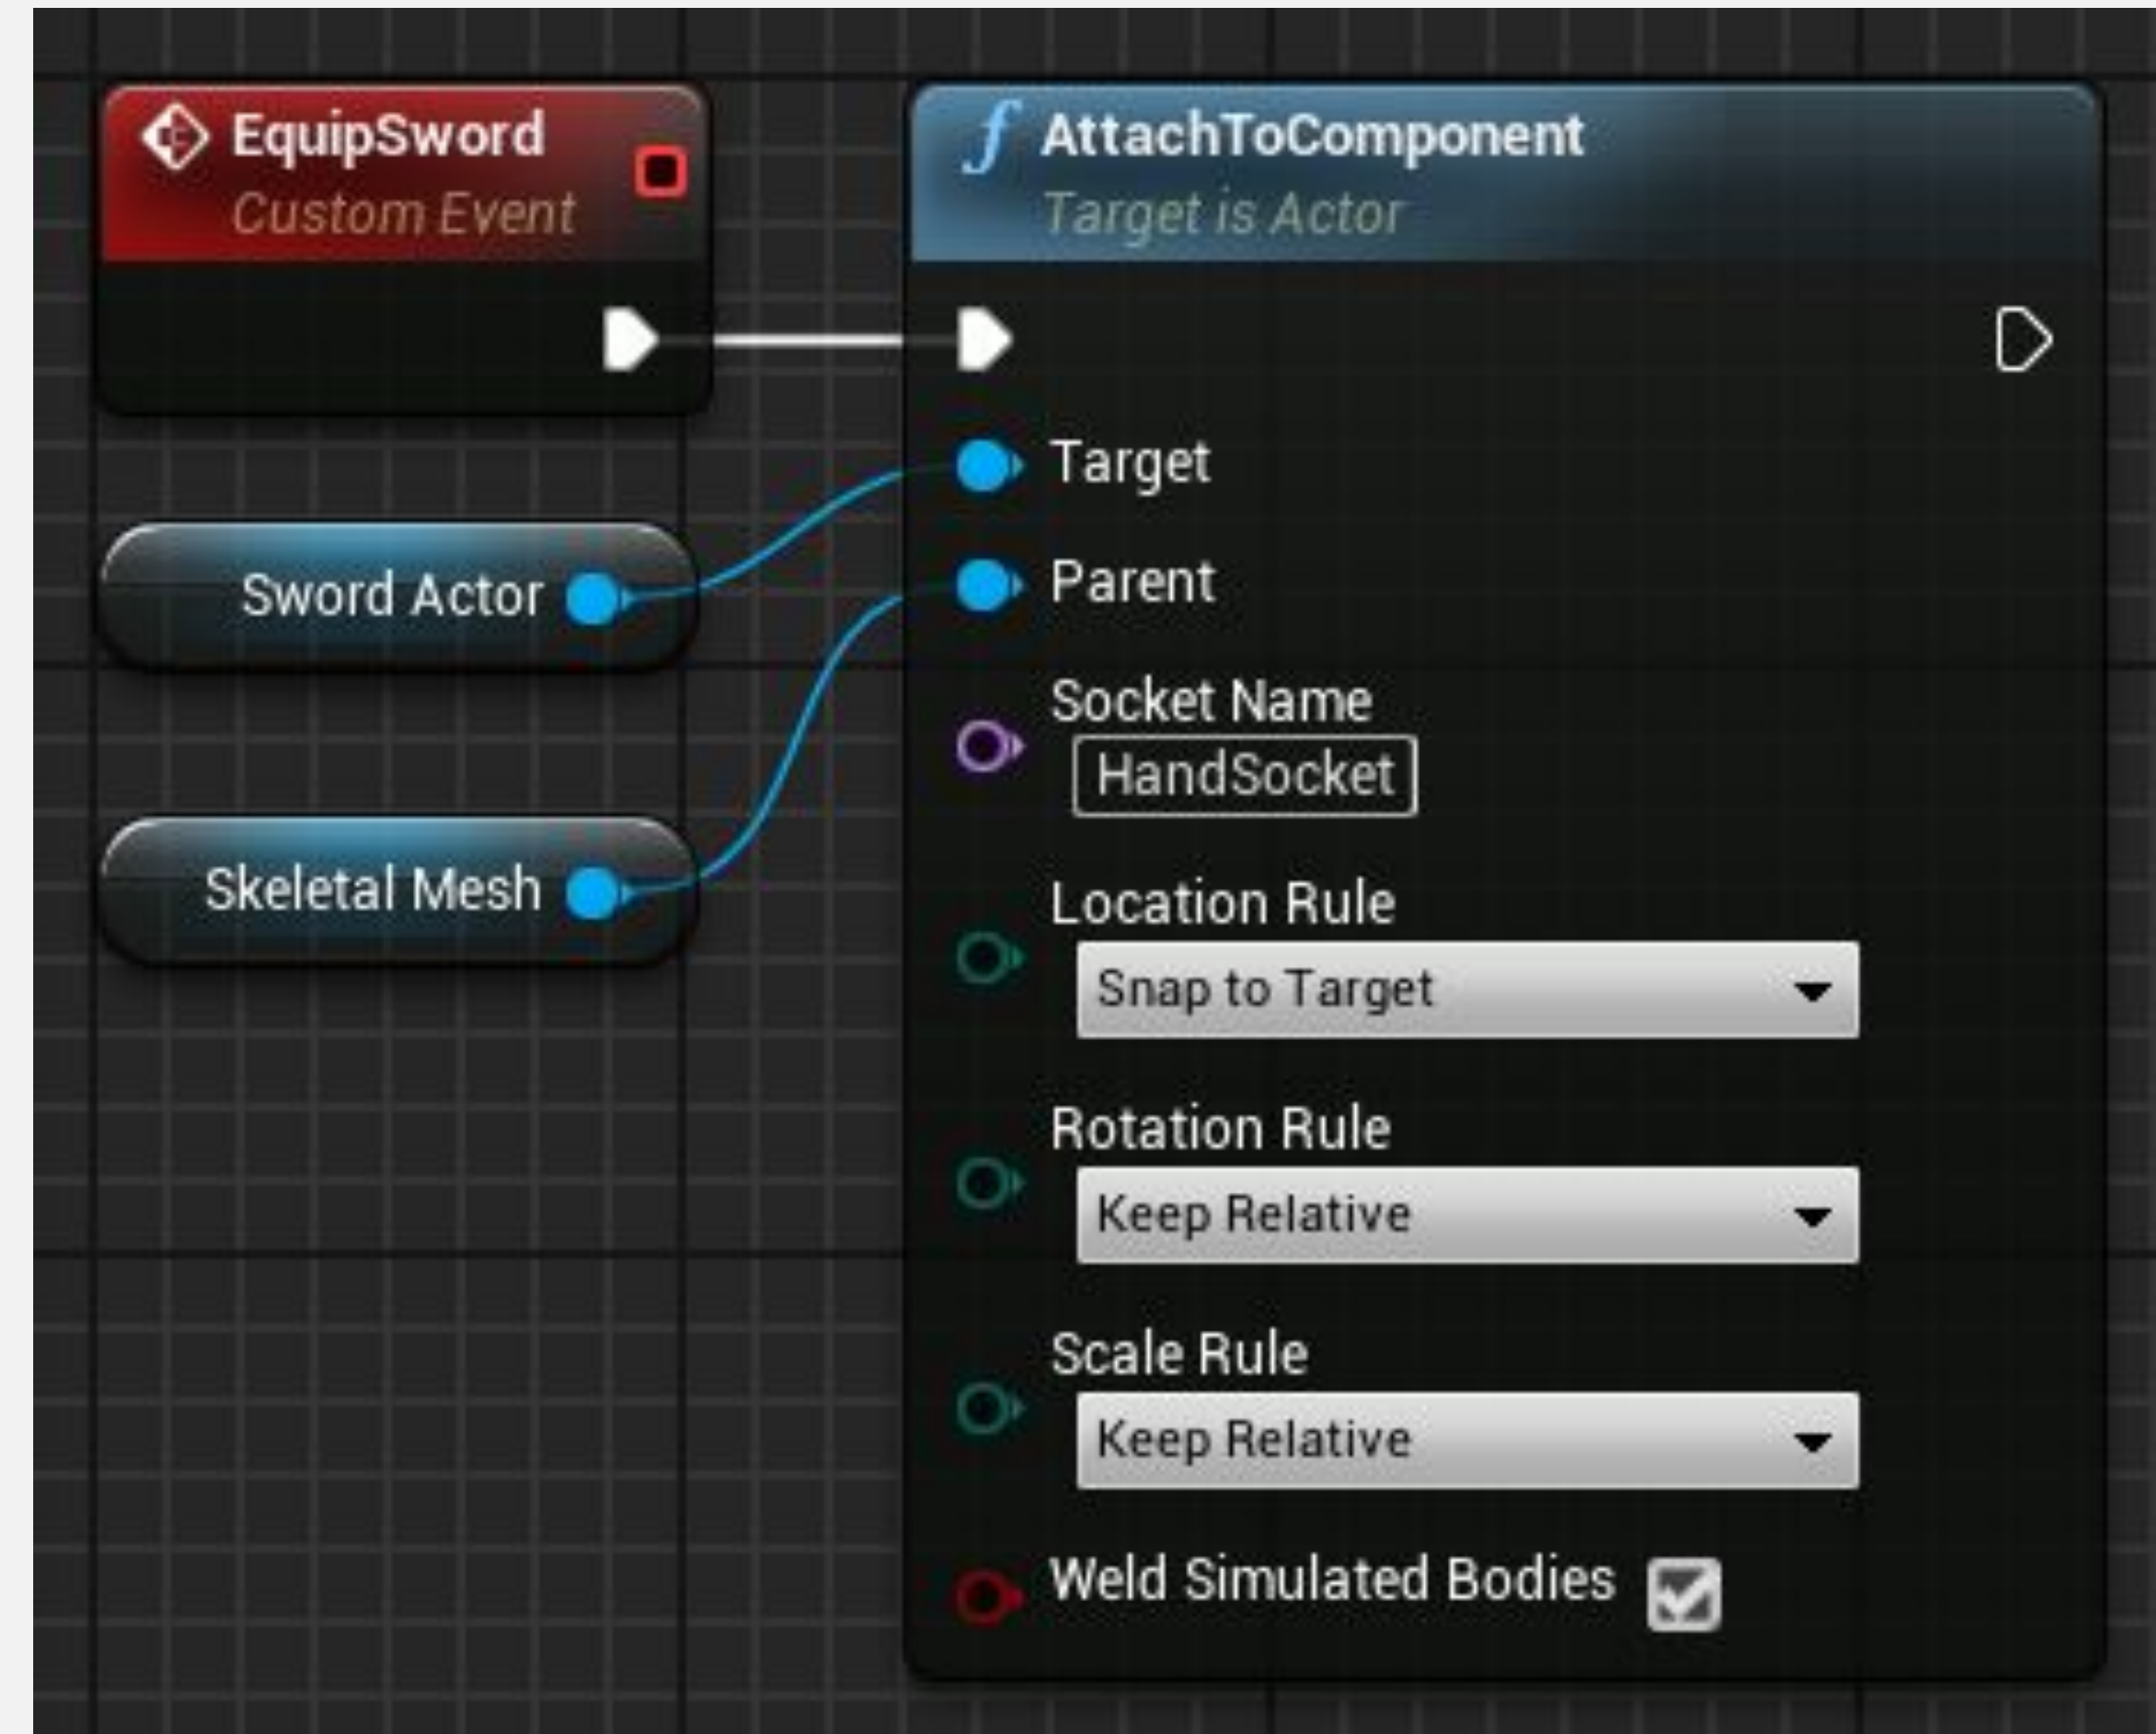 EquipSword
Custom Event
AttachToComponent
Target is Actor
Target
Parent
Sword Actor
Skeletal Mesh
Socket Name
HandSocket
Location Rule
Snap to Target
Rotation Rule
Keep Relative
Scale Rule
Keep Relative
Weld Simulated Bodies